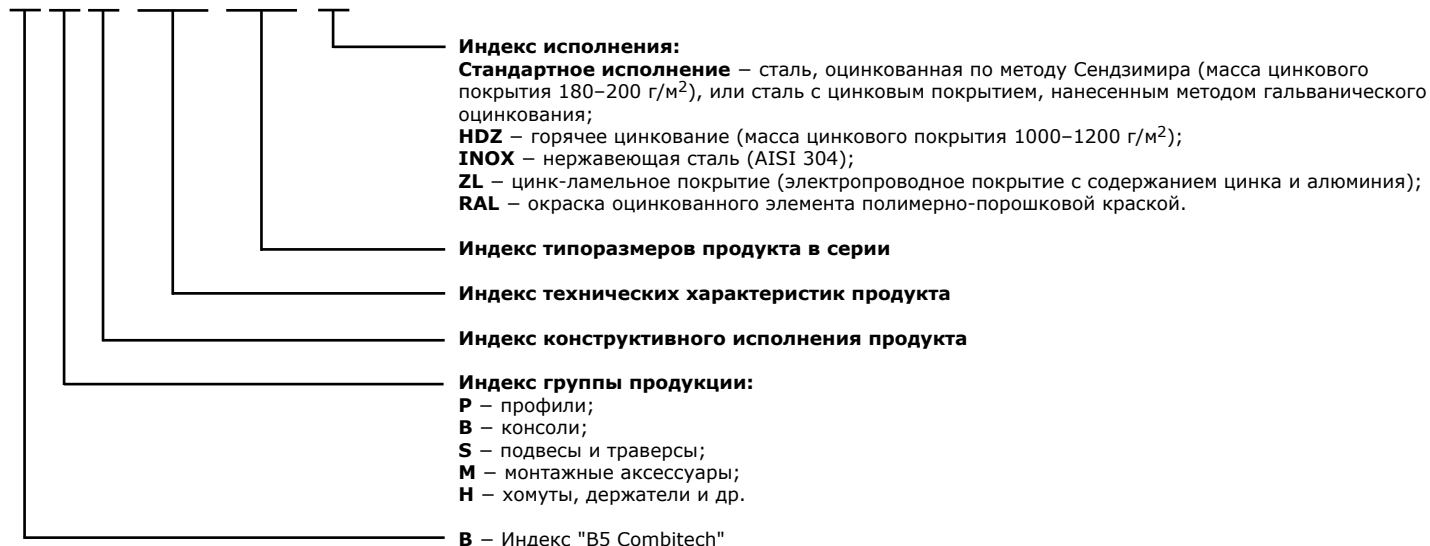 Индекс исполнения:
Стандартное исполнение − сталь, оцинкованная по методу Сендзимира (масса цинкового
покрытия 180–200 г/м2), или сталь с цинковым покрытием, нанесенным методом гальванического
оцинкования;
HDZ − горячее цинкование (масса цинкового покрытия 1000–1200 г/м2);
INOX − нержавеющая сталь (AISI 304);
ZL − цинк-ламельное покрытие (электропроводное покрытие с содержанием цинка и алюминия);
RAL − окраска оцинкованного элемента полимерно-порошковой краской.
Индекс типоразмеров продукта в серии
Индекс технических характеристик продукта
Индекс конструктивного исполнения продукта
Индекс группы продукции:
P − профили;
B − консоли;
S − подвесы и траверсы;
M − монтажные аксессуары;
H − хомуты, держатели и др.
B − Индекс "B5 Combitech"